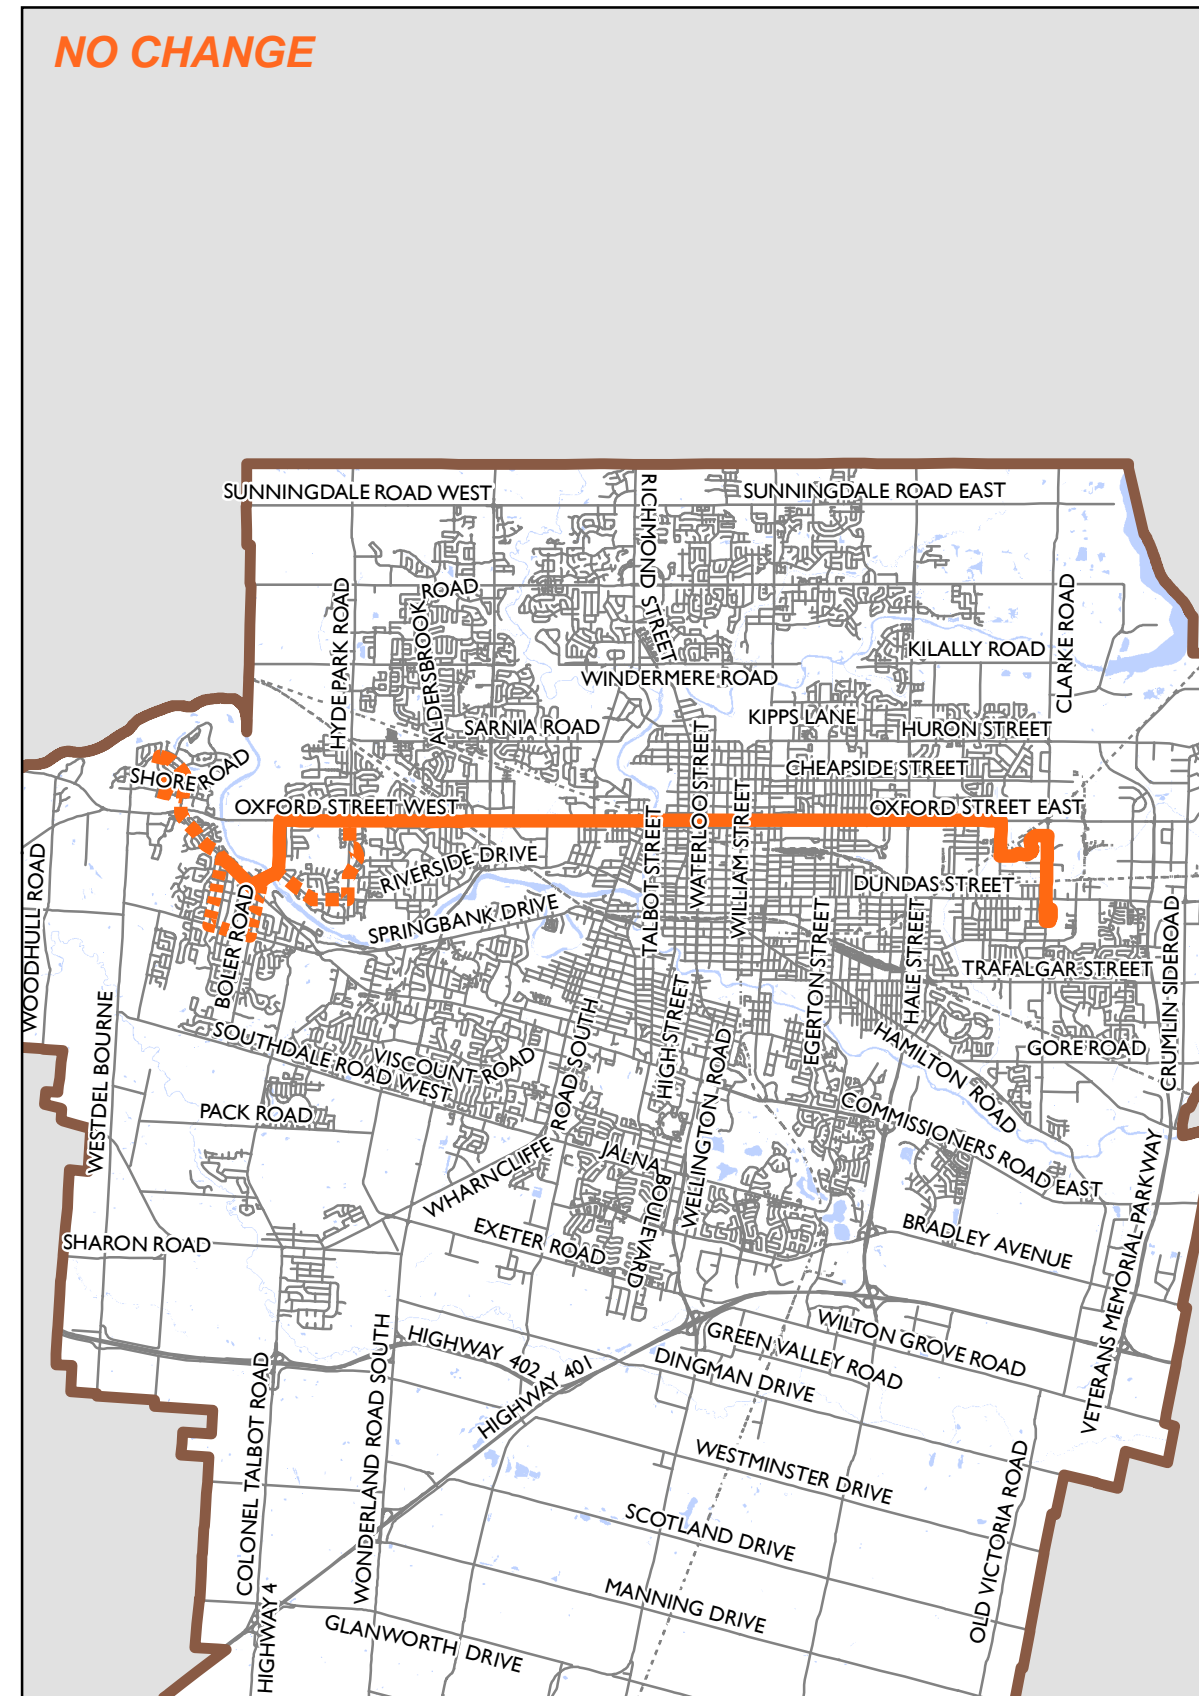 NO CHANGE
SUNNINGDALE ROAD WEST
SUNNINGDALE ROAD EAST
RICHMOND STREET
HYDE PARK ROAD
ALDERSBROOK ROAD
CLARKE ROAD
KILALLY ROAD
WINDERMERE ROAD
SARNIA ROAD
KIPPS LANE
HURON STREET
CHEAPSIDE STREET
SHORE ROAD
OXFORD STREET WEST
OXFORD STREET EAST
WATERLOO STREET
WILLIAM STREET
TALBOT STREET
RIVERSIDE DRIVE
DUNDAS STREET
SPRINGBANK DRIVE
BOLER ROAD
WOODHULL ROAD
EGERTON STREET
HALE STREET
TRAFALGAR STREET
CRUMLIN SIDEROAD
WESTDEL BOURNE
SOUTHDALE ROAD WEST
VISCOUNT ROAD
HIGH STREET
WELLINGTON ROAD
HAMILTON ROAD
GORE ROAD
PACK ROAD
WHARNCLIFFE ROAD SOUTH
JALNA BOULEVARD
COMMISSIONERS ROAD EAST
SHARON ROAD
EXETER ROAD
BRADLEY AVENUE
VETERANS MEMORIAL PARKWAY
HIGHWAY 402
HIGHWAY 401
GREEN VALLEY ROAD
WILTON GROVE ROAD
DINGMAN DRIVE
COLONEL TALBOT ROAD
WONDERLAND ROAD SOUTH
WESTMINSTER DRIVE
SCOTLAND DRIVE
OLD VICTORIA ROAD
MANNING DRIVE
HIGHWAY 4
GLANWORTH DRIVE